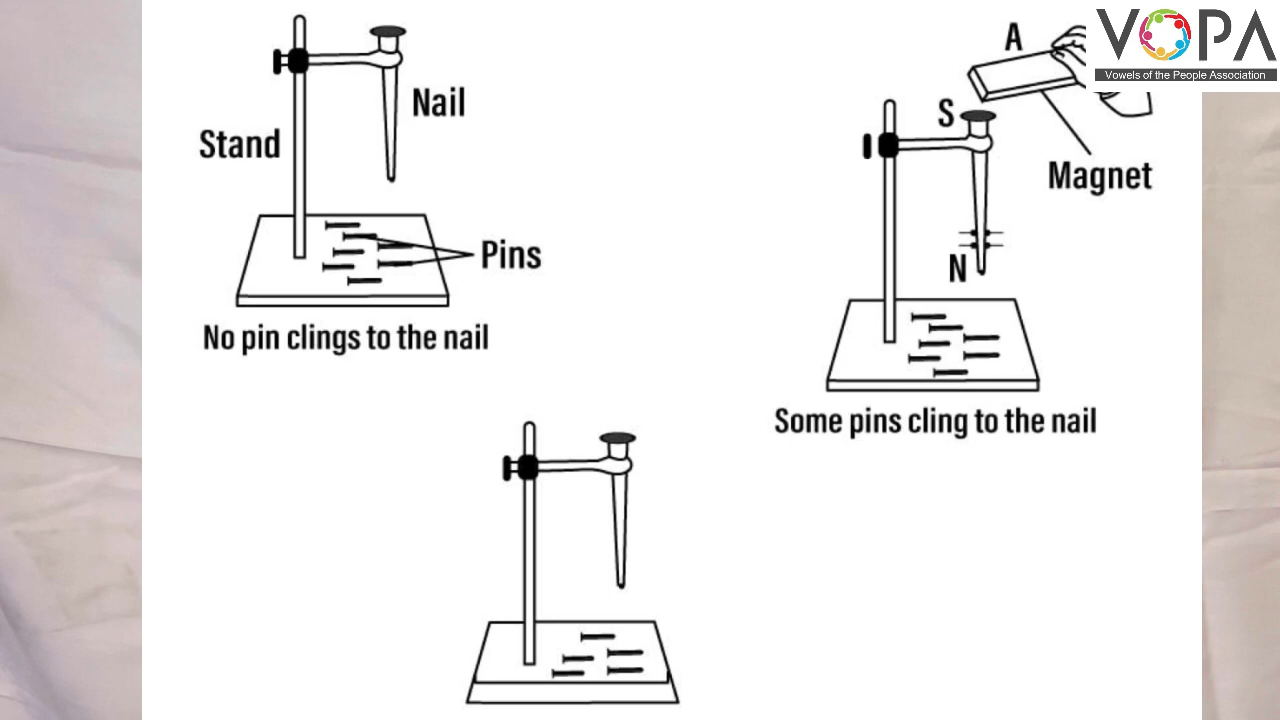 VOPA
Vowels of the People Association
A
Nail
S
Stand
Magnet
Pins
N
No pin clings to the nail
Some pins cling to the nail